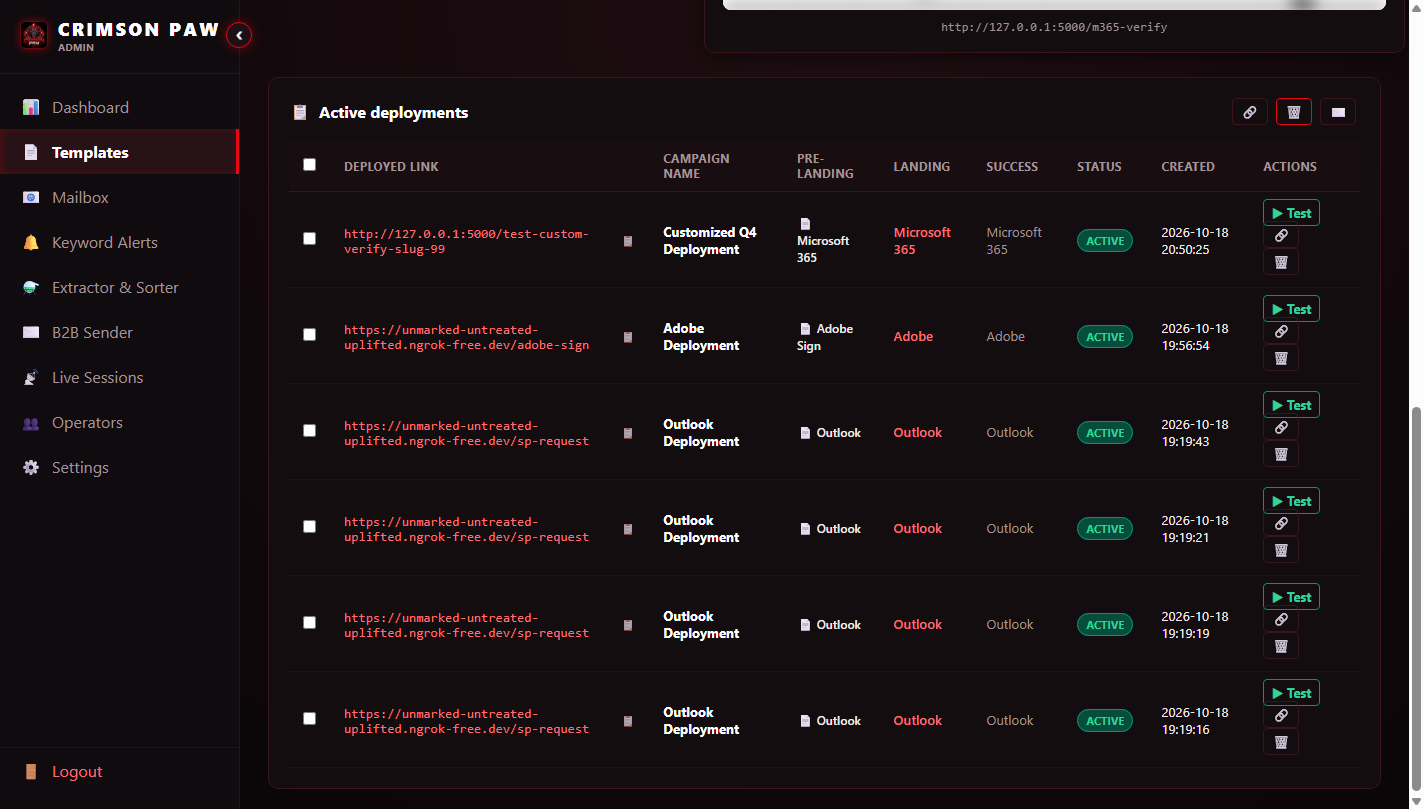 CRIMSON PAW
ADMIN
Dashboard
Templates
Mailbox
Keyword Alerts
Extractor & Sorter
B2B Sender
Live Sessions
Operators
Settings
Logout
http://127.0.0.1:5000/m365-verify
Active deployments
DEPLOYED LINK
CAMPAIGN
NAME
PRE-
LANDING
LANDING
SUCCESS
STATUS
CREATED
ACTIONS
http://127.0.0.1:5000/test-custom-
verify-slug-99
Customized Q4
Deployment
Microsoft
365
Microsoft
365
Microsoft
365
ACTIVE
2026-10-18
20:50:25
Test
https://unmarked-untreated-
uplifted.ngrok-free.dev/adobe-sign
Adobe
Deployment
Adobe
Sign
Adobe
Adobe
ACTIVE
2026-10-18
19:56:54
Test
https://unmarked-untreated-
uplifted.ngrok-free.dev/sp-request
Outlook
Deployment
Outlook
Outlook
Outlook
ACTIVE
2026-10-18
19:19:43
Test
https://unmarked-untreated-
uplifted.ngrok-free.dev/sp-request
Outlook
Deployment
Outlook
Outlook
Outlook
ACTIVE
2026-10-18
19:19:21
Test
https://unmarked-untreated-
uplifted.ngrok-free.dev/sp-request
Outlook
Deployment
Outlook
Outlook
Outlook
ACTIVE
2026-10-18
19:19:19
Test
https://unmarked-untreated-
uplifted.ngrok-free.dev/sp-request
Outlook
Deployment
Outlook
Outlook
Outlook
ACTIVE
2026-10-18
19:19:16
Test